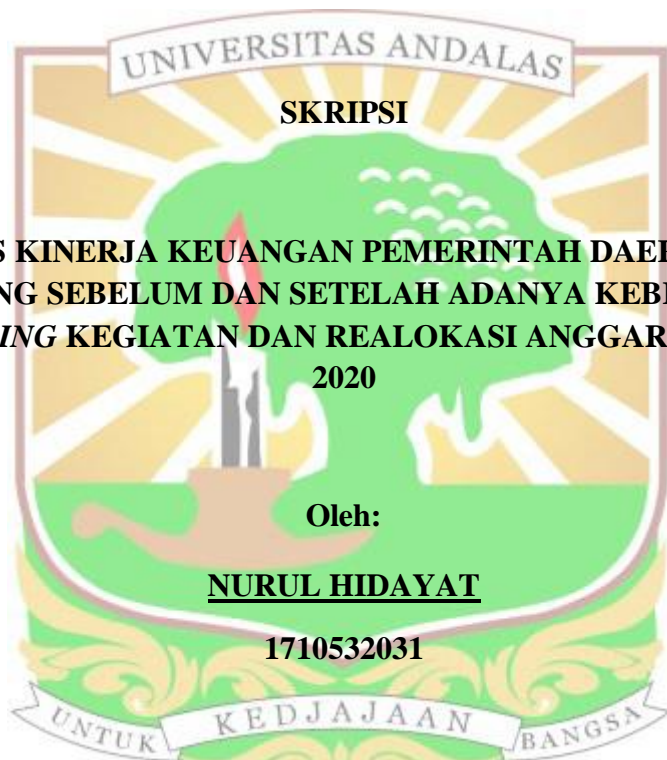 UNIVERSITAS ANDALAS
SKRIPSI
KINERJA KEUANGAN PEMERINTAH
SEBELUM DAN SETELAH ADANYA
KEGIATAN DAN REALOKASI
2020
Oleh:
NURUL HIDAYAT
1710532031
UNTUK KEDJAJAAN BANGSA